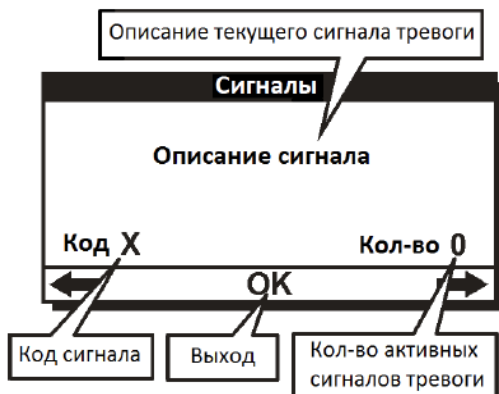 Описание текущего сигнала тревоги
Сигналы
Описание сигнала
Код X
Кол-во 0
OK
Код сигнала
Выход
Кол-во активных
сигналов тревоги